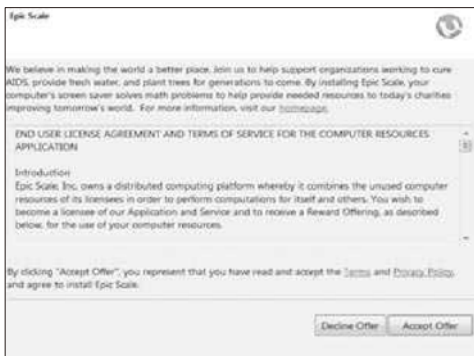 Epic Scale
We believe in making the world a better place. Join us to help support organizations working to cure
AIDS, provide fresh water, and plant trees for generations to come. By installing Epic Scale, your
computer's screen saver solves math problems to help provide needed resources to today's charities
improving tomorrow's world. For more information, visit our homepage.
END USER LICENSE AGREEMENT AND TERMS OF SERVICE FOR THE COMPUTER RESOURCES
APPLICATION
Introduction
Epic Scale, Inc. owns a distributed computing platform whereby it combines the unused computer
resources of its licensees in order to perform computations for itself and others. You wish to
become a licensee of our Application and Service and to receive a Reward Offering, as described
below, for the use of your computer resources.
By clicking "Accept Offer", you represent that you have read and accept the Terms and Privacy Policy,
and agree to install Epic Scale.
Decline Offer Accept Offer